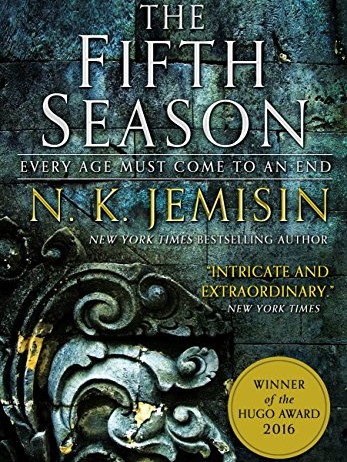 THE
FIFTH
SEASON
EVERY AGE MUST COME TO AN END
N. K. JEMISIN
NEW YORK TIMES BESTSELLING AUTHOR
"INTRICATE AND
EXTRAORDINARY."
NEW YORK TIMES
WINNER
of the
HUGO AWARD
2016